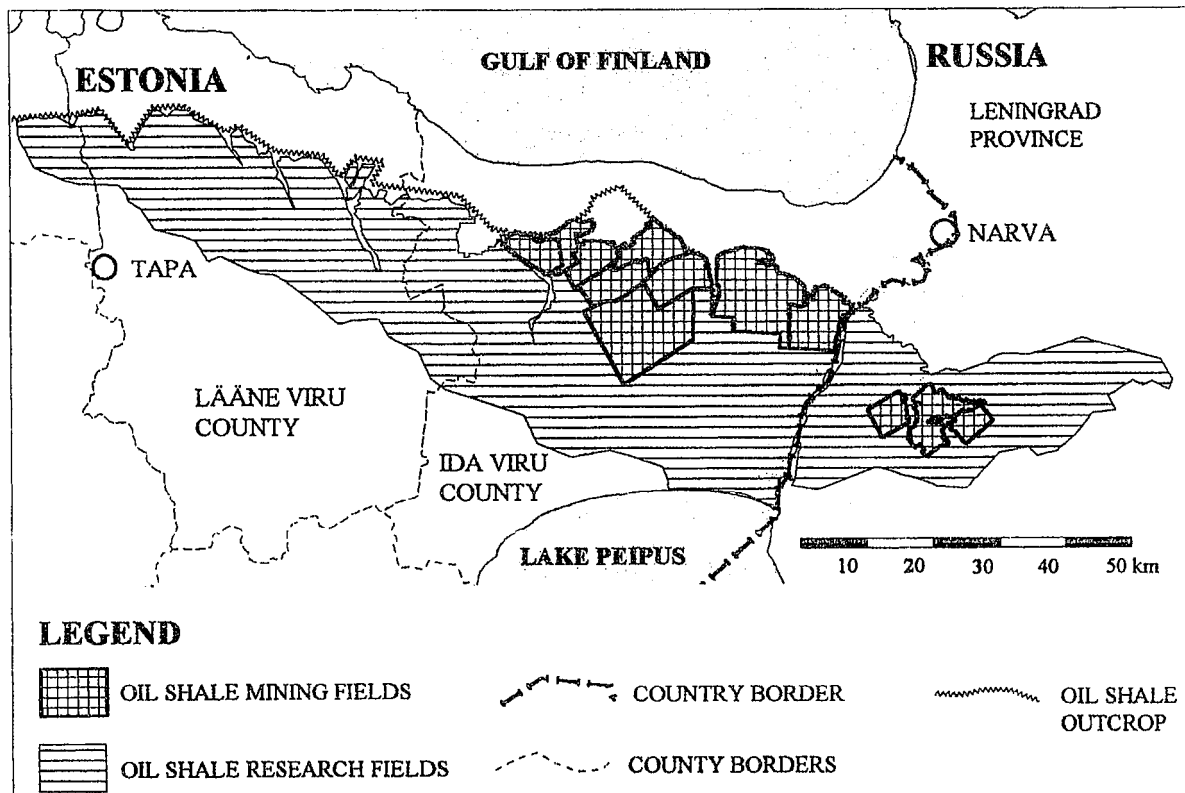 GULF OF FINLAND
RUSSIA
ESTONIA
LENINGRAD
PROVINCE
NARVA
TAPA
LÄÄNE VIRU
COUNTY
IDA VIRU
COUNTY
LAKE PEIPUS
10 20 30 40 50 km
LEGEND
OIL SHALE MINING FIELDS
COUNTRY BORDER
OIL SHALE
OUTCROP
OIL SHALE RESEARCH FIELDS
COUNTY BORDERS